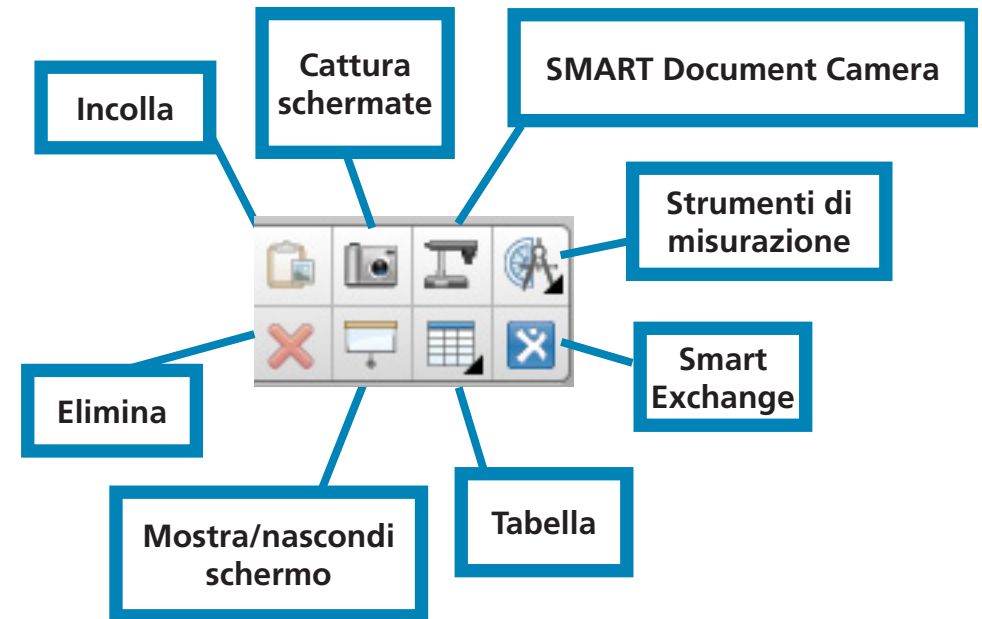 Incolla
Cattura
schermate
SMART Document Camera
Strumenti di
misurazione
Elimina
Mostra/nascondi
schermo
Tabella
Smart
Exchange